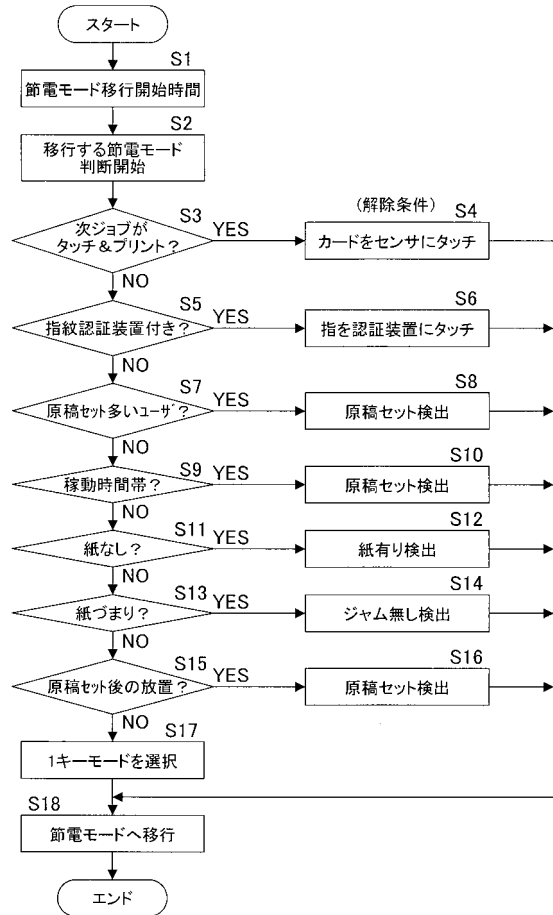 スタート
S1
節電モード移行開始時間
S2
移行する節電モード
判断開始
S3
次ジョブが
タッチ＆プリント？
YES
(解除条件)
S4
カードをセンサにタッチ
NO
S5
指紋認証装置付き？
YES
S6
指を認証装置にタッチ
NO
S7
原稿セット多いユーザ？
YES
S8
原稿セット検出
NO
S9
稼動時間帯？
YES
S10
原稿セット検出
NO
S11
紙なし？
YES
S12
紙有り検出
NO
S13
紙づまり？
YES
S14
ジャム無し検出
NO
S15
原稿セット後の放置？
YES
S16
原稿セット検出
NO
S17
1キーモードを選択
S18
節電モードへ移行
エンド